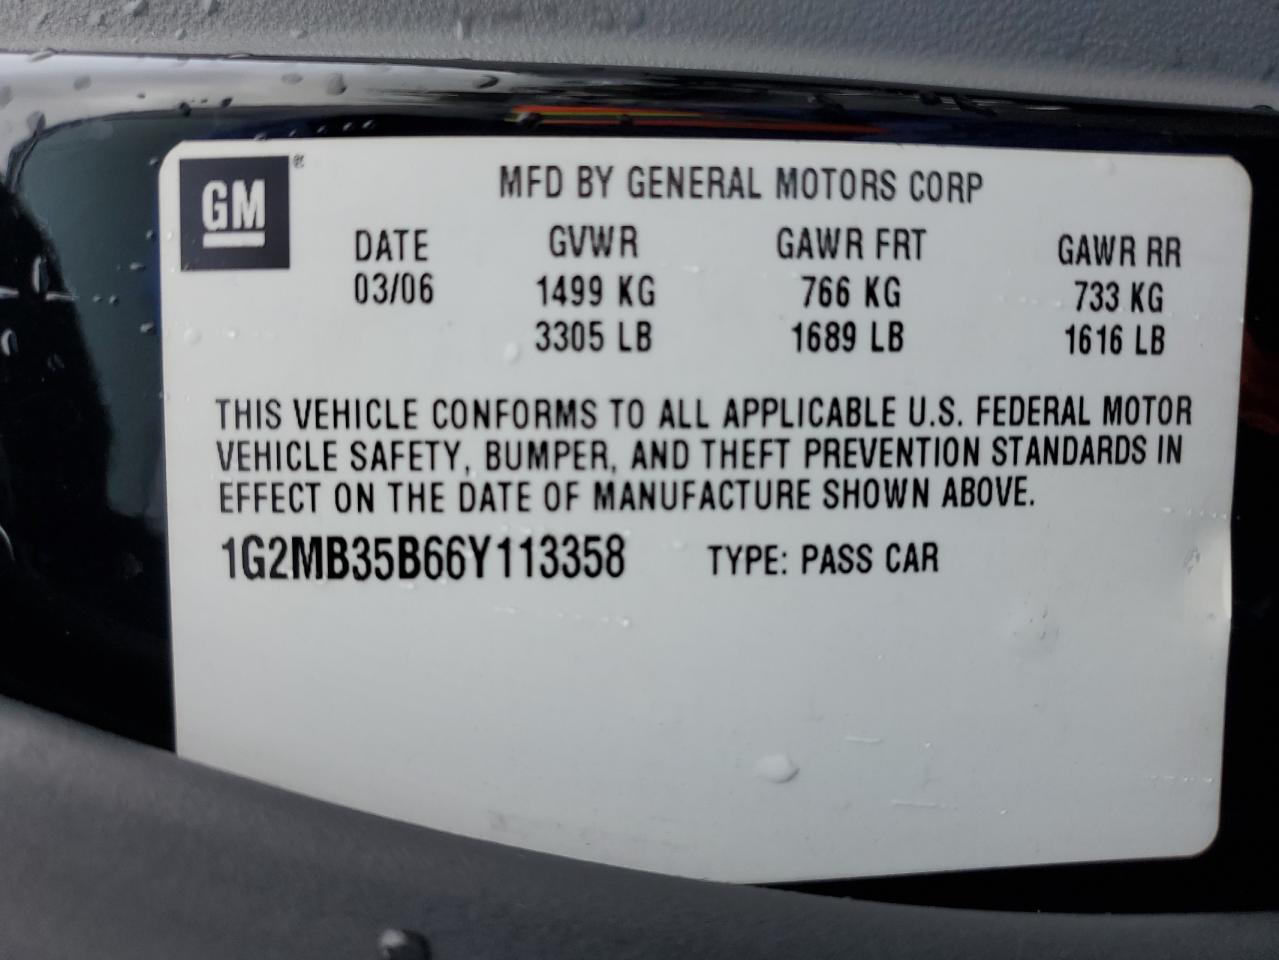 GM ®
MFD BY GENERAL MOTORS CORP
DATE GVWR GAWR FRT GAWR RR
03/06 1499 KG 766 KG 733 KG
3305 LB 1689 LB 1616 LB
THIS VEHICLE CONFORMS TO ALL APPLICABLE U.S. FEDERAL MOTOR
VEHICLE SAFETY, BUMPER, AND THEFT PREVENTION STANDARDS IN
EFFECT ON THE DATE OF MANUFACTURE SHOWN ABOVE.
1G2MB35B66Y113358 TYPE: PASS CAR